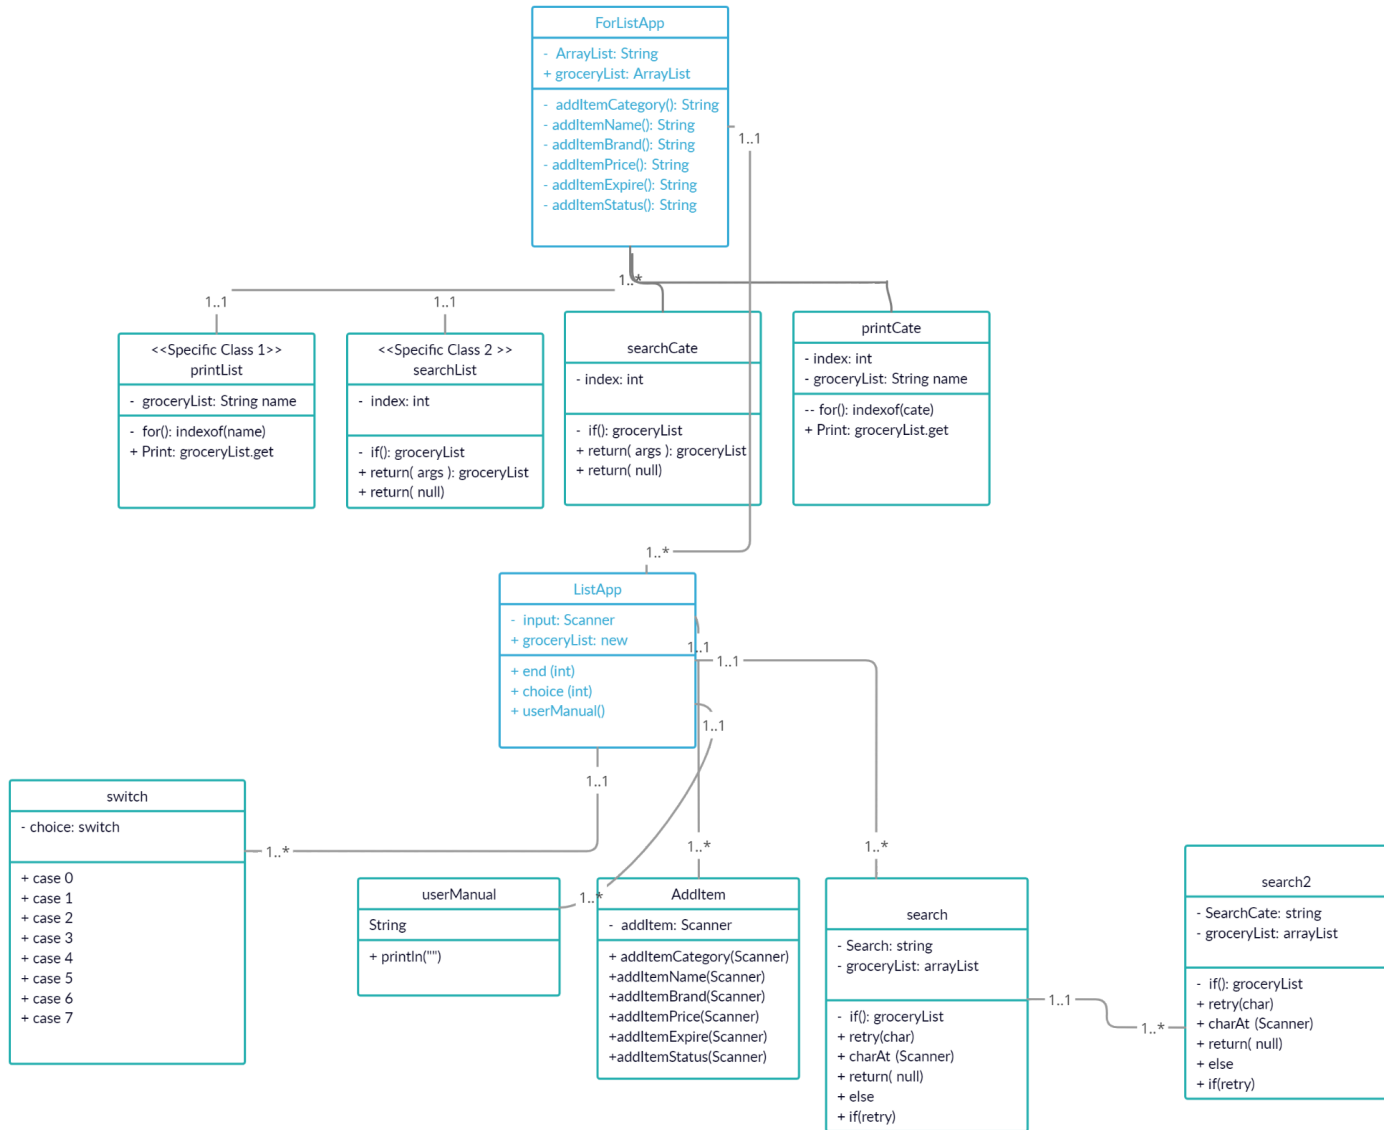 ForListApp
- ArrayList: String
+ groceryList: ArrayList
- addItemCategory(): String
- addItemName(): String
- addItemBrand(): String
- addItemPrice(): String
- addItemExpire(): String
- addItemStatus(): String
1..1
1..*
1..1
1..1
<<Specific Class 1>>
printList
- groceryList: String name
- for(): indexof(name)
+ Print: groceryList.get
<<Specific Class 2 >>
searchList
- index: int
- if(): groceryList
+ return( args ): groceryList
+ return( null)
searchCate
- index: int
- if(): groceryList
+ return( args ): groceryList
+ return( null)
printCate
- index: int
- groceryList: String name
-- for(): indexof(cate)
+ Print: groceryList.get
1..*
ListApp
- input: Scanner
+ groceryList: new
+ end (int)
+ choice (int)
+ userManual()
1..1
1..1
1..1
1..1
switch
- choice: switch
+ case 0
+ case 1
+ case 2
+ case 3
+ case 4
+ case 5
+ case 6
+ case 7
1..*
1..*
1..*
1..*
userManual
String
+ println("")
AddItem
- addItem: Scanner
+ addItemCategory(Scanner)
+addItemName(Scanner)
+addItemBrand(Scanner)
+addItemPrice(Scanner)
+addItemExpire(Scanner)
+addItemStatus(Scanner)
search
- Search: string
- groceryList: arrayList
- if(): groceryList
+ retry(char)
+ charAt (Scanner)
+ return( null)
+ else
+ if(retry)
1..1
1..*
search2
- SearchCate: string
- groceryList: arrayList
- if(): groceryList
+ retry(char)
+ charAt (Scanner)
+ return( null)
+ else
+ if(retry)